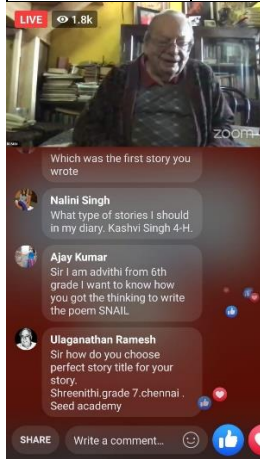 LIVE 1.8k
zoom
Which was the first story you
wrote
Nalini Singh
What type of stories I should
in my diary. Kashvi Singh 4-H.
Ajay Kumar
Sir I am advithi from 6th
grade I want to know how
you got the thinking to write
the poem SNAIL
Ulaganathan Ramesh
Sir how do you choose
perfect story title for your
story.
Shreenithi.grade 7.chennai .
Seed academy
SHARE Write a comment...